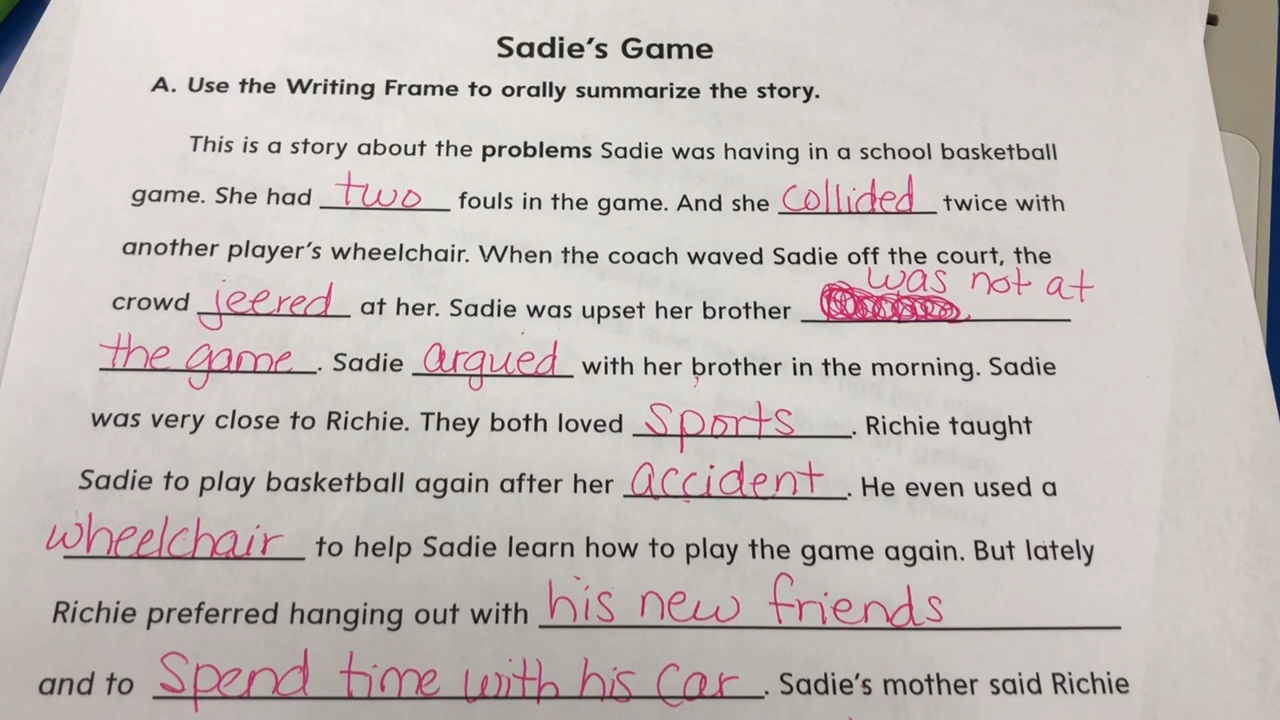 Sadie's Game
A. Use the Writing Frame to orally summarize the story.
This is a story about the problems Sadie was having in a school basketball
game. She had two fouls in the game. And she collided twice with
another player's wheelchair. When the coach waved Sadie off the court, the
crowd jeered at her. Sadie was upset her brother was not at
the game. Sadie argued with her brother in the morning. Sadie
was very close to Richie. They both loved sports. Richie taught
Sadie to play basketball again after her accident. He even used a
wheelchair to help Sadie learn how to play the game again. But lately
Richie preferred hanging out with his new friends
and to spend time with his car. Sadie's mother said Richie